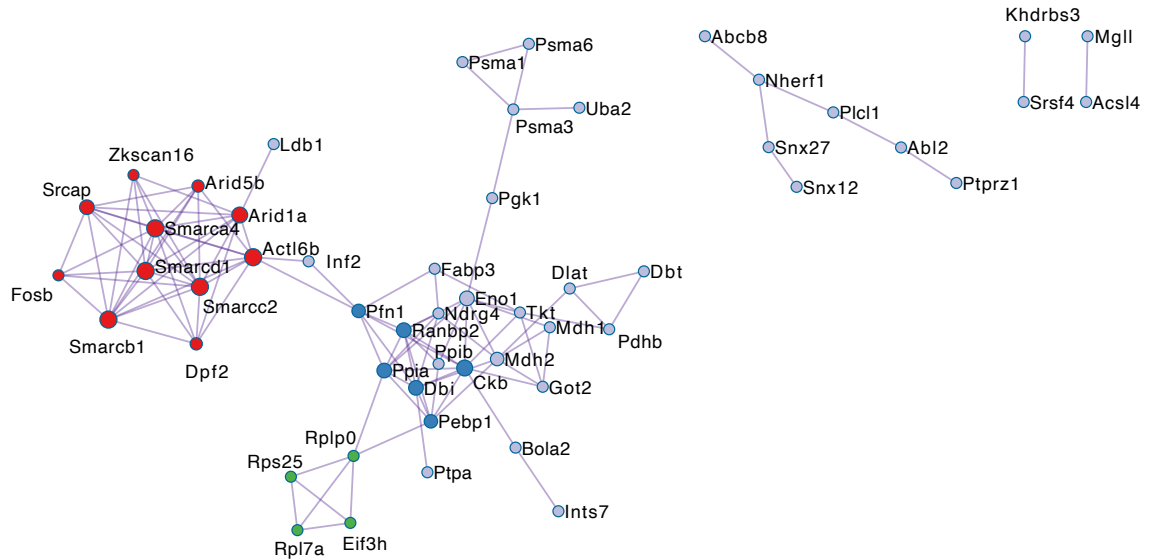 Khdrbs3
Abcb8
Mgll
Psma6
Psma1
Nherf1
Srsf4
Acsl4
Uba2
Plcl1
Psma3
Ldb1
Snx27
Abl2
Zkscan16
Arid5b
Snx12
Ptprz1
Srcap
Pgk1
Arid1a
Smarca4
Actl6b
Inf2
Smarcd1
Fabp3
Dlat
Dbt
Fosb
Smarcc2
Eno1
Pfn1
Ndrg4
Tkt
Mdh1
Ranbp2
Pdhb
Smarcb1
Ppib
Mdh2
Dpf2
Ppia
Dbi
Ckb
Got2
Pebp1
Rplp0
Bola2
Rps25
Ptpa
Ints7
Rpl7a
Eif3h